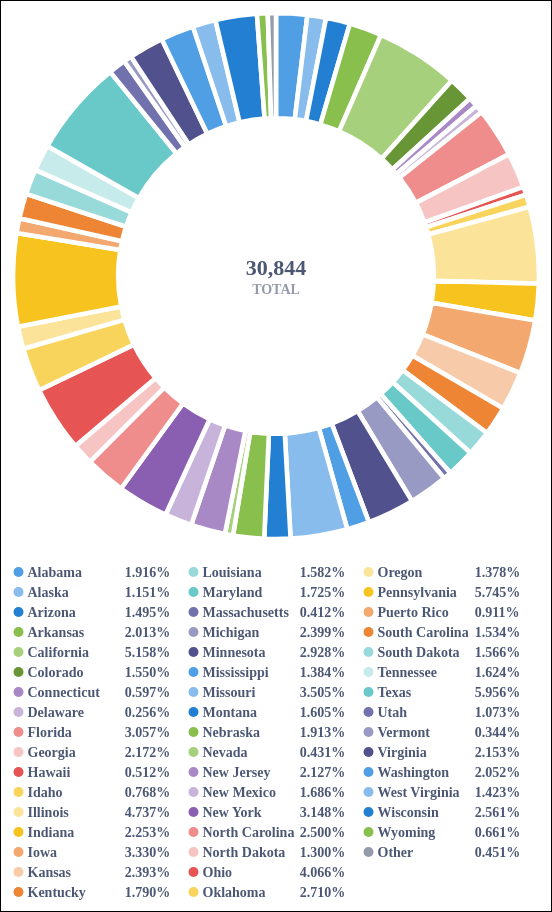 30,844
TOTAL
Alabama 1.916%
Alaska 1.151%
Arizona 1.495%
Arkansas 2.013%
California 5.158%
Colorado 1.550%
Connecticut 0.597%
Delaware 0.256%
Florida 3.057%
Georgia 2.172%
Hawaii 0.512%
Idaho 0.768%
Illinois 4.737%
Indiana 2.253%
Iowa 3.330%
Kansas 2.393%
Kentucky 1.790%
Louisiana 1.582%
Maryland 1.725%
Massachusetts 0.412%
Michigan 2.399%
Minnesota 2.928%
Mississippi 1.384%
Missouri 3.505%
Montana 1.605%
Nebraska 1.913%
Nevada 0.431%
New Jersey 2.127%
New Mexico 1.686%
New York 3.148%
North Carolina 2.500%
North Dakota 1.300%
Ohio 4.066%
Oklahoma 2.710%
Oregon 1.378%
Pennsylvania 5.745%
Puerto Rico 0.911%
South Carolina 1.534%
South Dakota 1.566%
Tennessee 1.624%
Texas 5.956%
Utah 1.073%
Vermont 0.344%
Virginia 2.153%
Washington 2.052%
West Virginia 1.423%
Wisconsin 2.561%
Wyoming 0.661%
Other 0.451%